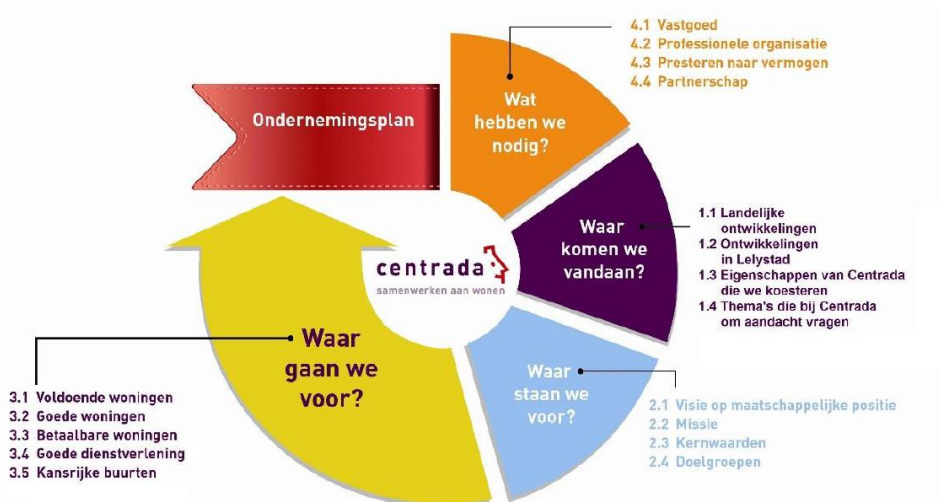 4.1 Vastgoed
4.2 Professionele organisatie
4.3 Presteren naar vermogen
4.4 Partnerschap
Ondernemingsplan
Wat
hebben we
nodig?
Waar
komen we
vandaan?
1.1 Landelijke
ontwikkelingen
1.2 Ontwikkelingen
in Lelystad
1.3 Eigenschappen van Centrada
die we koesteren
1.4 Thema's die bij Centrada
om aandacht vragen
centrada
samenwerken aan wonen
Waar
gaan we
voor?
Waar
staan we
voor?
3.1 Voldoende woningen
3.2 Goede woningen
3.3 Betaalbare woningen
3.4 Goede dienstverlening
3.5 Kansrijke buurten
2.1 Visie op maatschappelijke positie
2.2 Missie
2.3 Kernwaarden
2.4 Doelgroepen